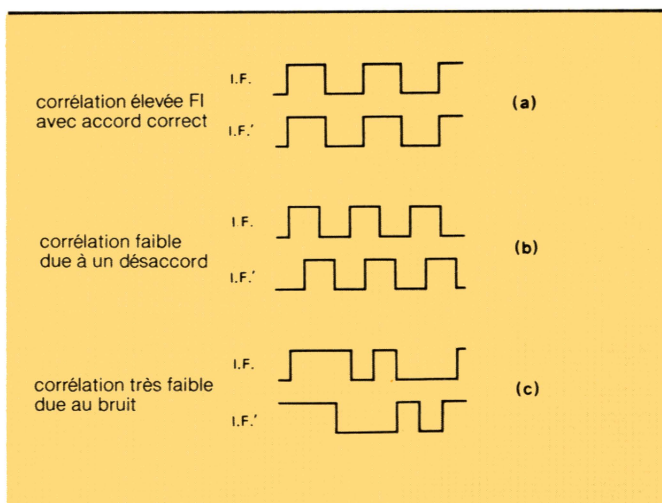 corrélation élevée FI
avec accord correct
I.F.
I.F.′
(a)
corrélation faible
due à un désaccord
I.F.
I.F.′
(b)
corrélation très faible
due au bruit
I.F.
I.F.′
(c)